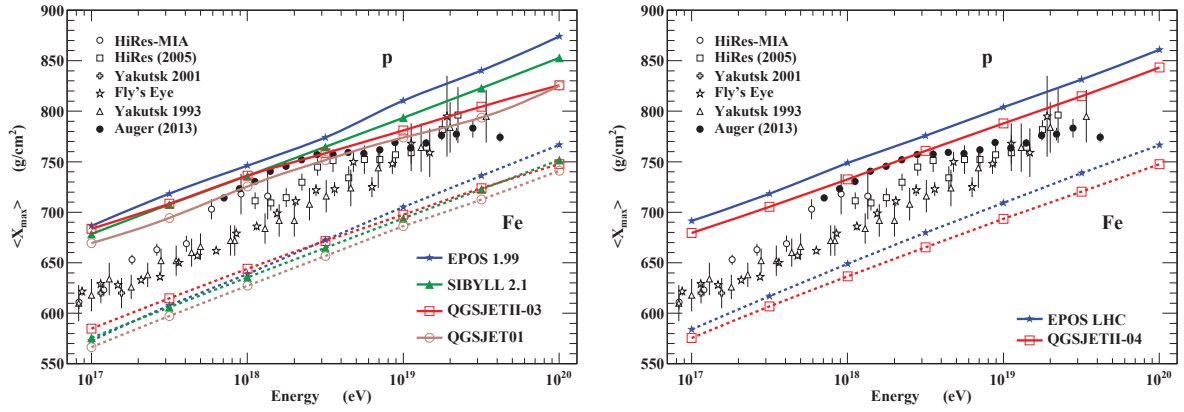 900
850
800
750
700
650
600
550
<X_max> (g/cm²)
HiRes-MIA
HiRes (2005)
Yakutsk 2001
Fly's Eye
Yakutsk 1993
Auger (2013)
p
Fe
EPOS 1.99
SIBYLL 2.1
QGSJETII-03
QGSJET01
10^17 10^18 10^19 10^20
Energy (eV)
900
850
800
750
700
650
600
550
<X_max> (g/cm²)
HiRes-MIA
HiRes (2005)
Yakutsk 2001
Fly's Eye
Yakutsk 1993
Auger (2013)
p
Fe
EPOS LHC
QGSJETII-04
10^17 10^18 10^19 10^20
Energy (eV)